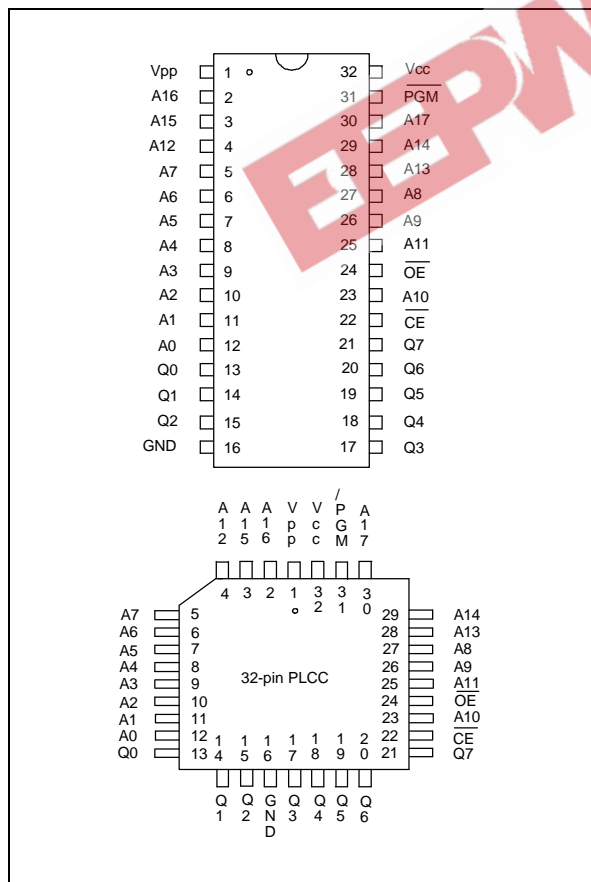 EEPW
Vpp 1 32 Vcc
A16 2 31 PGM
A15 3 30 A17
A12 4 29 A14
A7 5 28 A13
A6 6 27 A8
A5 7 26 A9
A4 8 25 A11
A3 9 24 OE
A2 10 23 A10
A1 11 22 CE
A0 12 21 Q7
Q0 13 20 Q6
Q1 14 19 Q5
Q2 15 18 Q4
GND 16 17 Q3
A12 A15 A16 Vpp Vcc /PGM A17
4 3 2 1 32 31 30
A7 5 29 A14
A6 6 28 A13
A5 7 27 A8
A4 8 26 A9
A3 9 32-pin PLCC 25 A11
A2 10 24 OE
A1 11 23 A10
A0 12 22 CE
Q0 13 21 Q7
14 15 16 17 18 19 20
Q1 Q2 GND Q3 Q4 Q5 Q6